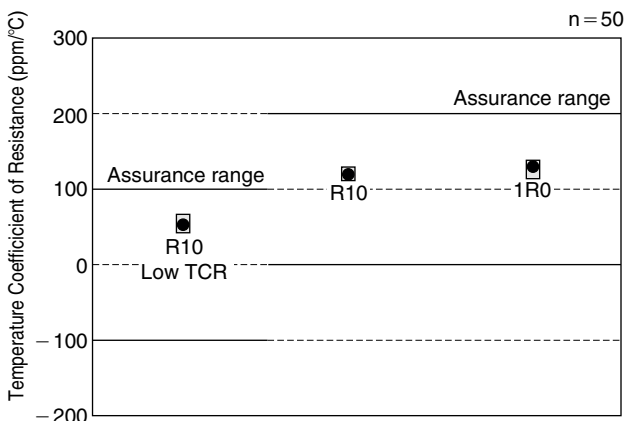 n=50
Temperature Coefficicient of Resistance (ppm/°C)
300
200
100
0
−100
−200
Assurance range
Assurance range
R10
Low TCR
R10
1R0